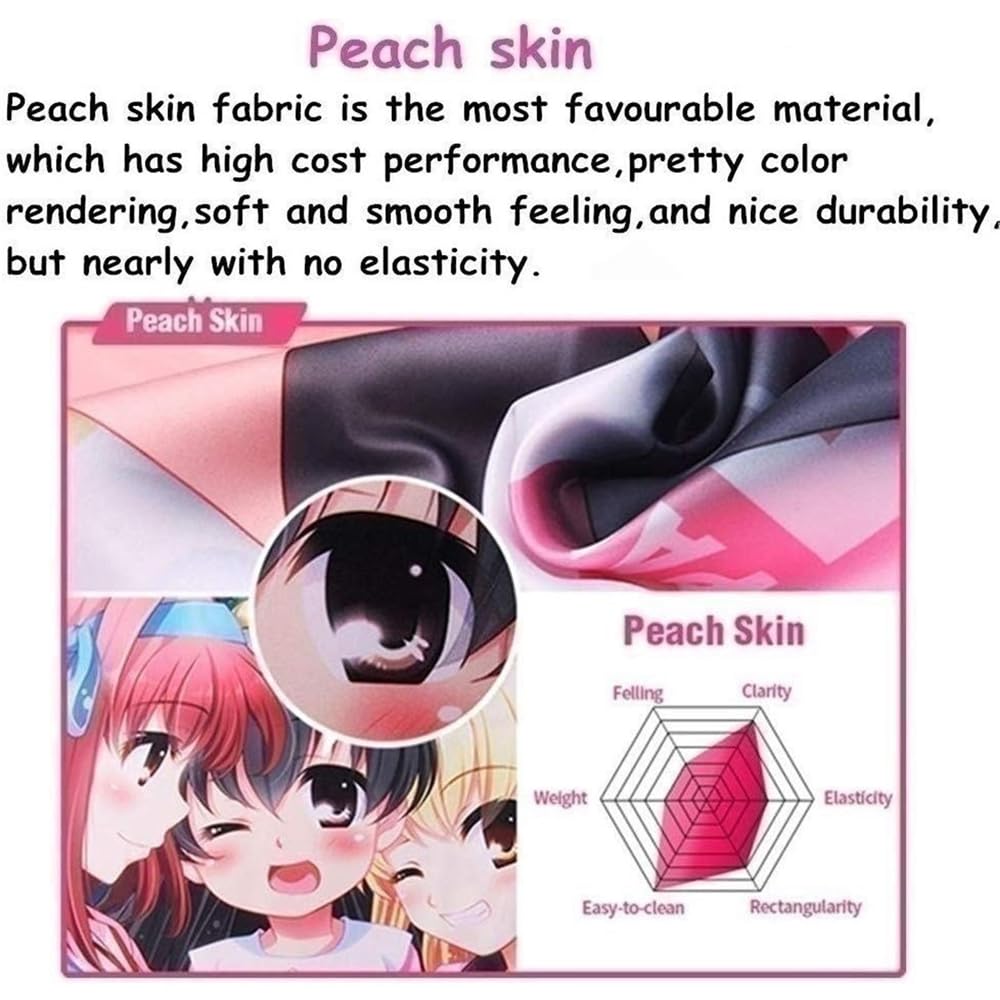 Peach skin
Peach skin fabric is the most favourable material,
which has high cost performance,pretty color
rendering,soft and smooth feeling,and nice durability,
but nearly with no elasticity.
Peach Skin
Peach Skin
Felling
Clarity
Weight
Elasticity
Easy-to-clean
Rectangularity